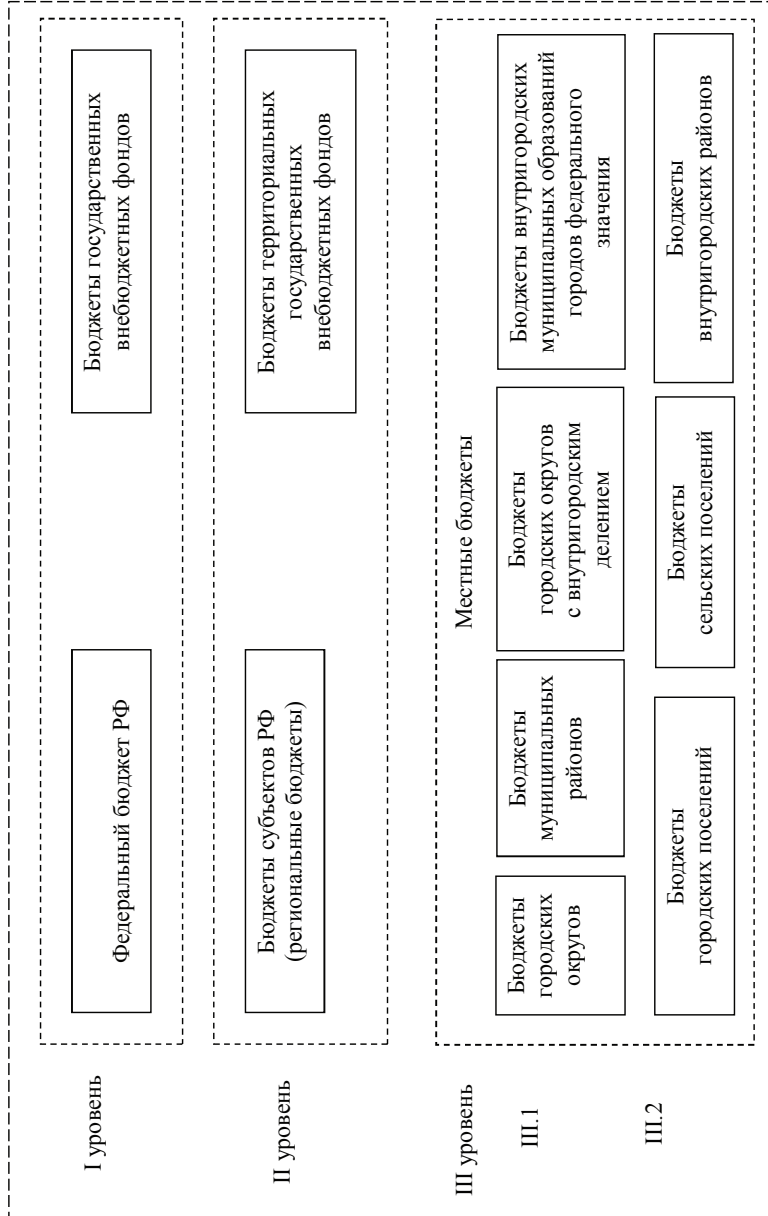 I уровень
Федеральный бюджет РФ
Бюджеты государственных
внебюджетных фондов
II уровень
Бюджеты субъектов РФ
(региональные бюджеты)
Бюджеты территориальных
государственных
внебюджетных фондов
III уровень
Местные бюджеты
III.1
Бюджеты
городских
округов
Бюджеты
муниципальных
районов
Бюджеты
городских округов
с внутригородским
делением
Бюджеты внутригородских
муниципальных образований
городов федерального
значения
III.2
Бюджеты
городских поселений
Бюджеты
сельских поселений
Бюджеты
внутригородских районов